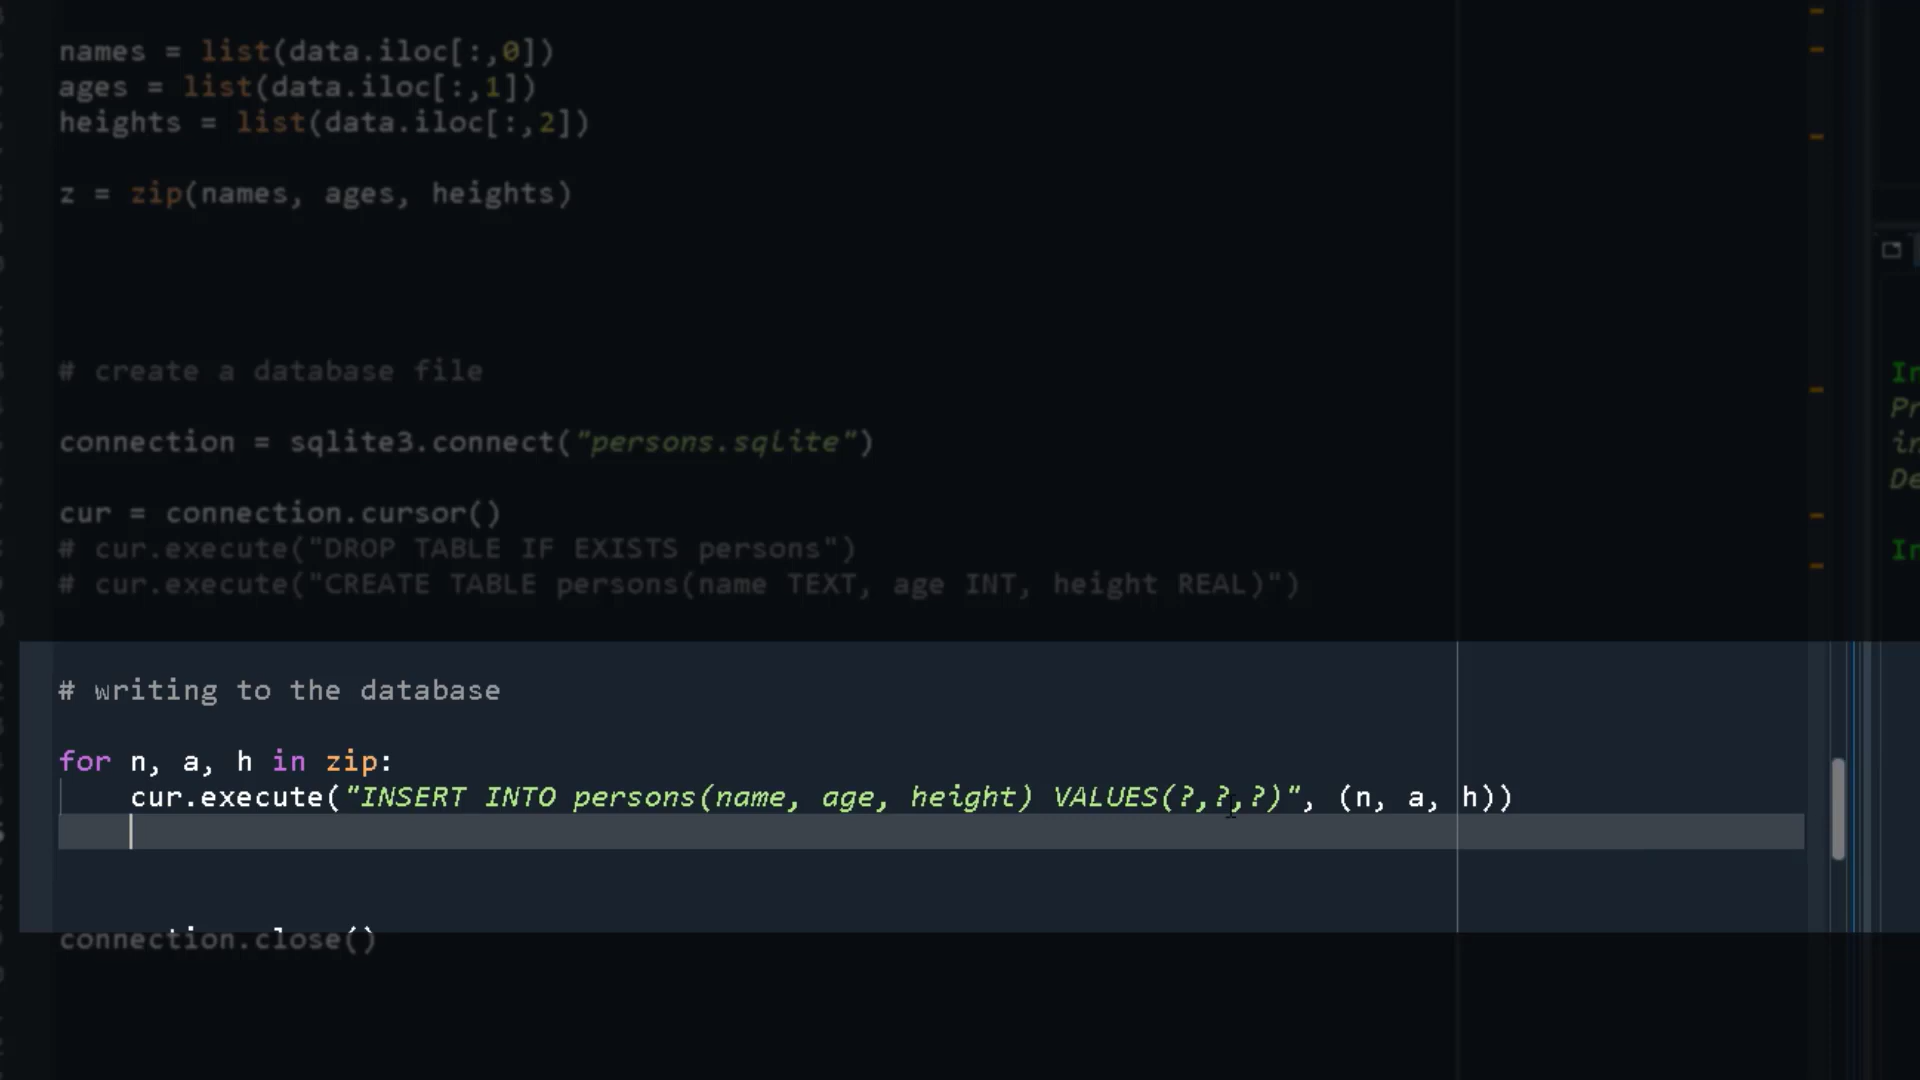 names = list(data.iloc[:,0])
ages = list(data.iloc[:,1])
heights = list(data.iloc[:,2])
z = zip(names, ages, heights)
# create a database file
connection = sqlite3.connect("persons.sqlite")
cur = connection.cursor()
# cur.execute("DROP TABLE IF EXISTS persons")
# cur.execute("CREATE TABLE persons(name TEXT, age INT, height REAL)")
# writing to the database
for n, a, h in zip:
cur.execute("INSERT INTO persons(name, age, height) VALUES(?,?,?)", (n, a, h))
connection.close()